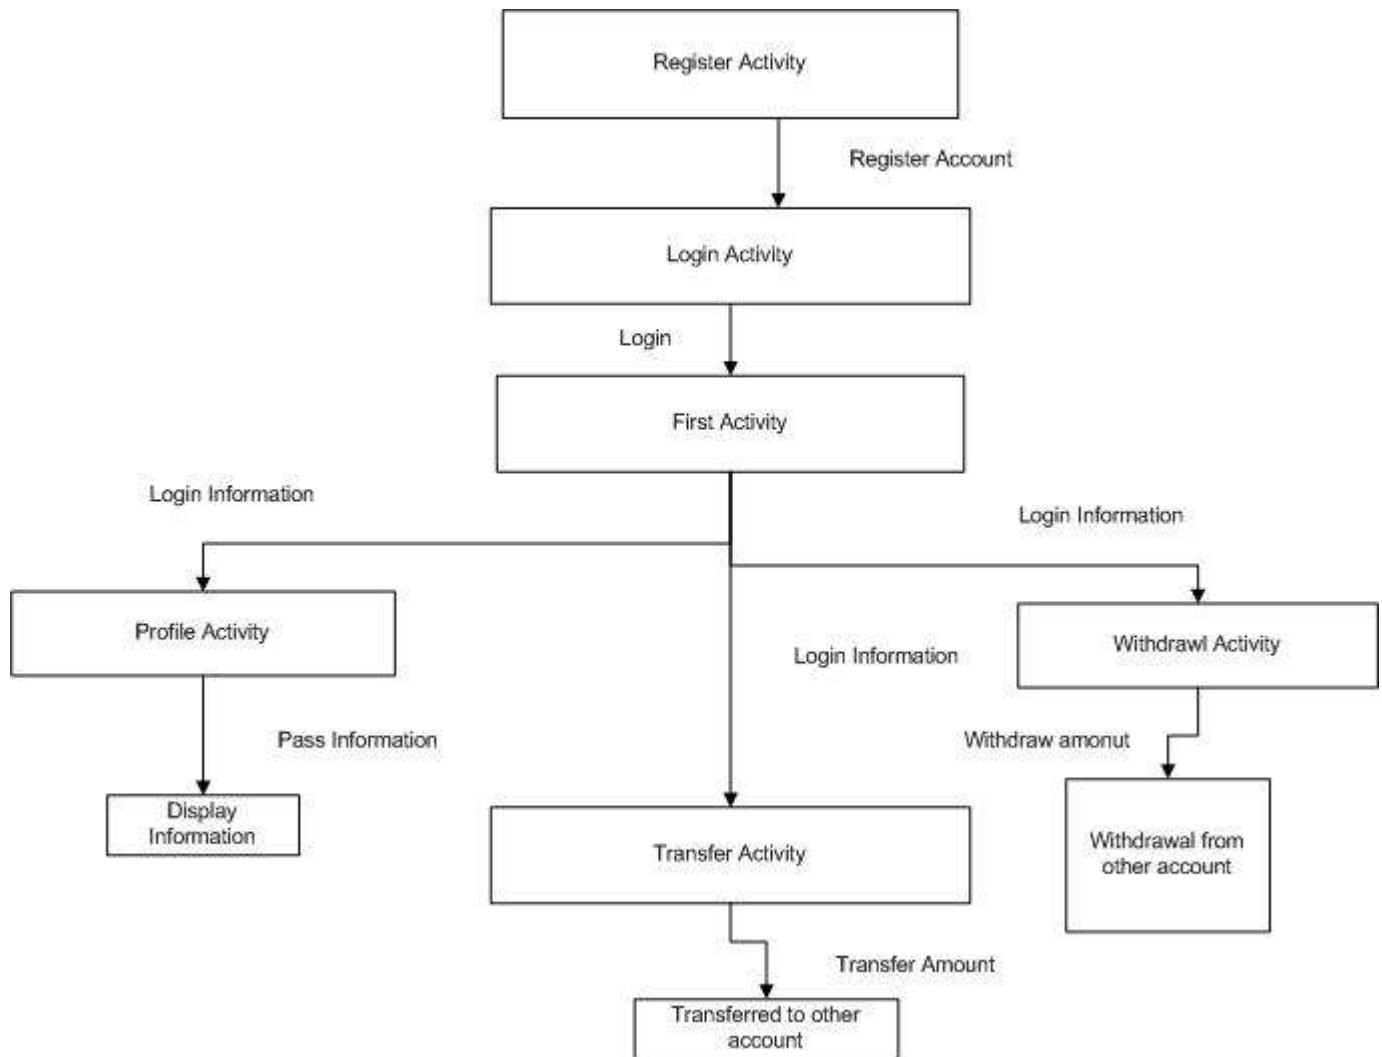 Register Activity
Register Account
Login Activity
Login
First Activity
Login Information
Login Information
Profile Activity
Login Information
Withdrawl Activity
Pass Information
Withdraw amonut
Display
Information
Transfer Activity
Withdrawal from
other account
Transfer Amount
Transferred to other
account